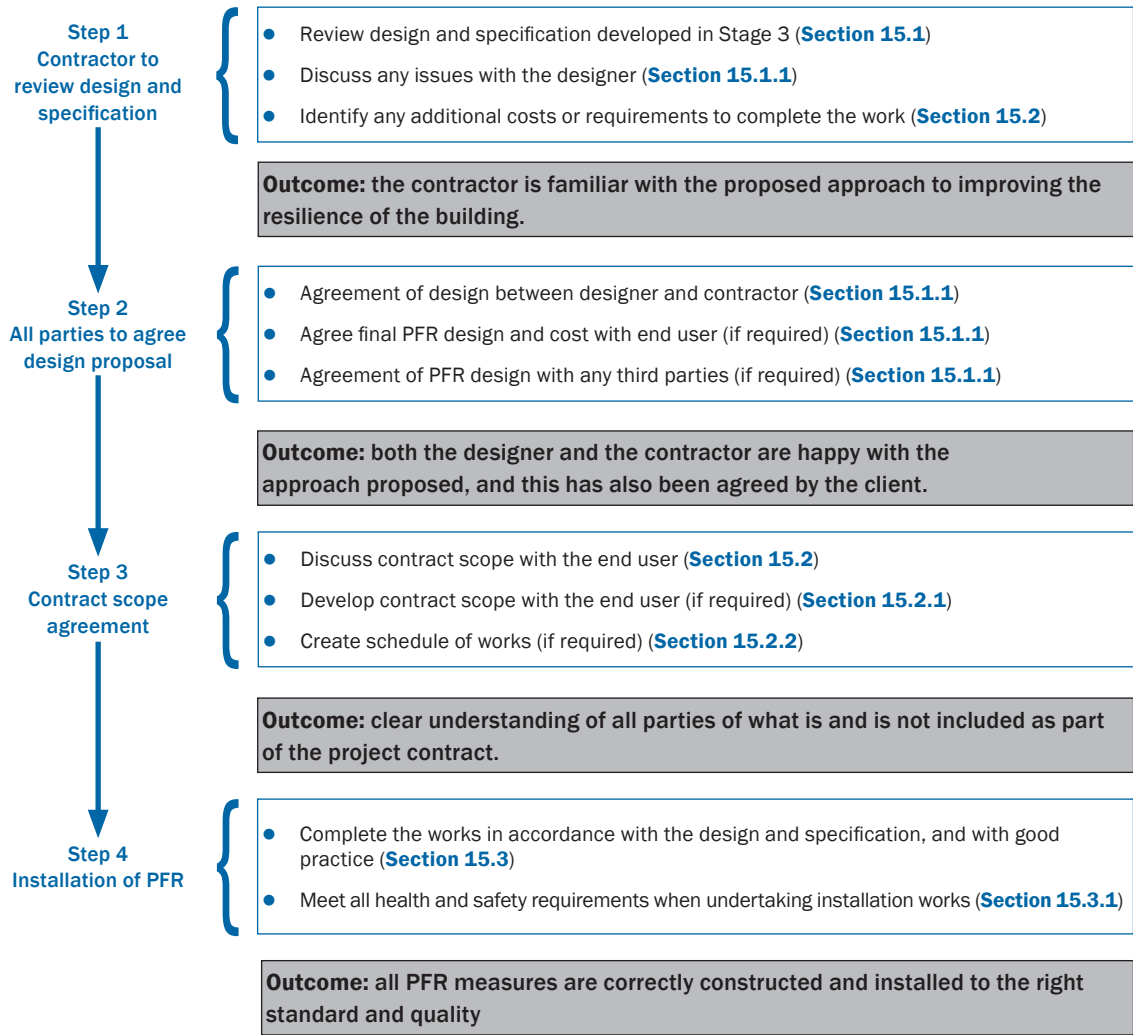 Step 1
Contractor to
review design and
specification
● Review design and specification developed in Stage 3 (Section 15.1)
● Discuss any issues with the designer (Section 15.1.1)
● Identify any additional costs or requirements to complete the work (Section 15.2)
Outcome: the contractor is familiar with the proposed approach to improving the
resilience of the building.
Step 2
All parties to agree
design proposal
● Agreement of design between designer and contractor (Section 15.1.1)
● Agree final PFR design and cost with end user (if required) (Section 15.1.1)
● Agreement of PFR design with any third parties (if required) (Section 15.1.1)
Outcome: both the designer and the contractor are happy with the
approach proposed, and this has also been agreed by the client.
Step 3
Contract scope
agreement
● Discuss contract scope with the end user (Section 15.2)
● Develop contract scope with the end user (if required) (Section 15.2.1)
● Create schedule of works (if required) (Section 15.2.2)
Outcome: clear understanding of all parties of what is and is not included as part
of the project contract.
Step 4
Installation of PFR
● Complete the works in accordance with the design and specification, and with good
practice (Section 15.3)
● Meet all health and safety requirements when undertaking installation works (Section 15.3.1)
Outcome: all PFR measures are correctly constructed and installed to the right
standard and quality